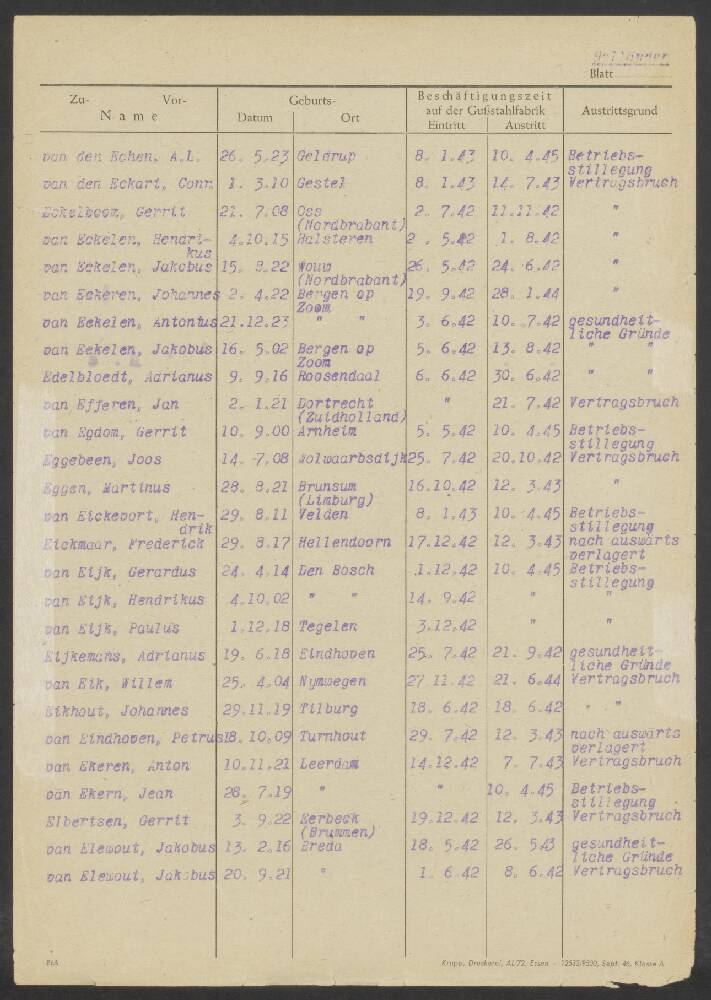 Holländer
Blatt
Zu- Vor- Geburts- Beschäftigungszeit
Name auf der Gußstahlfabrik Austrittsgrund
Datum Ort Eintritt Austritt
van den Echen, A.L. 26. 5.23 Geldrup 8. 1.43 10. 4.45 Betriebs-
stillegung
van den Eckart, Conr. 1. 3.10 Gestel 8. 1.43 14. 7.43 Vertragsbruch
Eckelboom, Gerrit 21. 7.08 Oss 2. 7.42 11.11.42 "
(Nordbrabant)
van Eekelen, Hendri- 4.10.15 Halsteren 2 . 5.42 1. 8.42 "
kus
van Eekelen, Jakobus 15. 8.22 Wouw 26. 5.42 24. 6.42 "
(Nordbrabant)
van Eekeren, Johannes 2. 4.22 Bergen op 19. 9.42 28. 1.44 "
Zoom
van Eekelen, Antonius 21.12.23 " " 3. 6.42 10. 7.42 gesundheit-
liche Gründe
van Eekelen, Jakobus 16. 5.02 Bergen op 5. 6.42 13. 8.42 " "
Zoom
Edelbloedt, Adrianus 9. 9.16 Roosendaal 6. 6.42 30. 6.42 " "
van Efferen, Jan 2. 1.21 Dortrecht " 21. 7.42 Vertragsbruch
(Zuidholland)
van Egdom, Gerrit 10. 9.00 Arnheim 5. 5.42 10. 4.45 Betriebs-
stillegung
Eggebeen, Joos 14. 7.08 Wolwaarbsdijk 25. 7.42 20.10.42 Vertragsbruch
Eggen, Martinus 28. 8.21 Brunsum 16.10.42 12. 3.43 "
(Limburg)
van Eickevort, Hen- 29. 8.11 Velden 8. 1.43 10. 4.45 Betriebs-
drik stillegung
Eickmaar, Frederick 29. 8.17 Hellendoorn 17.12.42 12. 3.43 nach auswärts
verlagert
van Eijk, Gerardus 24. 4.14 Den Bosch 1.12.42 10. 4.45 Betriebs-
stillegung
van Eijk, Hendrikus 4.10.02 " " 14. 9.42 " "
van Eijk, Paulus 1.12.18 Tegelen 3.12.42 " "
Eijkemans, Adrianus 19. 6.18 Eindhoven 25. 7.42 21. 9.42 gesundheit-
liche Gründe
van Eik, Willem 25. 4.04 Nymwegen 27 11.42 21. 6.44 Vertragsbruch
Eikhout, Johannes 29.11.19 Tilburg 18. 6.42 18. 6.42 " "
van Eindhoven, Petrus 18. 10.09 Turnhout 29. 7.42 12. 3.43 nach auswärts
verlagert
van Ekeren, Anton 10.11.21 Leerdam 14.12.42 7. 7.43 Vertragsbruch
van Ekern, Jean 28. 7.19 " " 10. 4.45 Betriebs-
stillegung
Elbertsen, Gerrit 3. 9.22 Eerbeek 19.12.42 12. 3.43 Vertragsbruch
(Brummen)
van Elewout, Jakobus 13. 2.16 Breda 18. 5.42 26. 5.43 gesundheit-
liche Gründe
van Elewout, Jakobus 20. 9.21 " 1. 6.42 8. 6.42 Vertragsbruch
Krupp, Druckerei, AI/72, Essen - Sept. 46, Klasse A